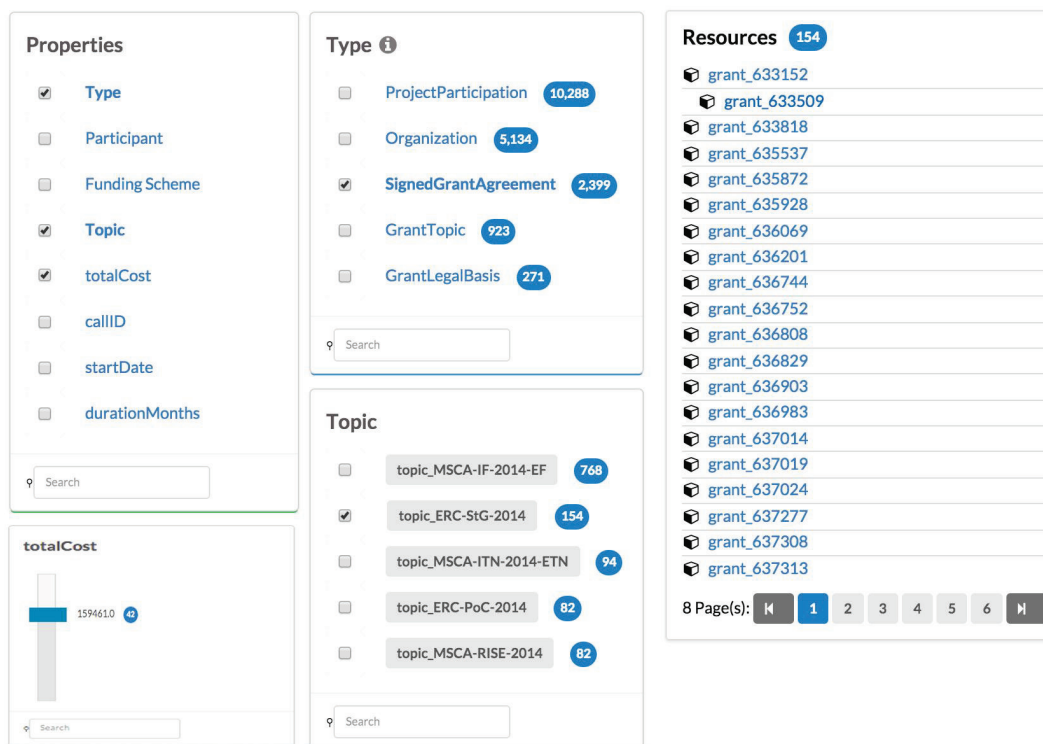 Properties
Type
Participant
Funding Scheme
Topic
totalCost
callID
startDate
durationMonths
Search
totalCost
159461.0 42
Search
Type
ProjectParticipation 10,288
Organization 5,134
SignedGrantAgreement 2,399
GrantTopic 923
GrantLegalBasis 271
Search
Topic
topic_MSCA-IF-2014-EF 768
topic_ERC-StG-2014 154
topic_MSCA-ITN-2014-ETN 94
topic_ERC-PoC-2014 82
topic_MSCA-RISE-2014 82
Search
Resources 154
grant_633152
grant_633509
grant_633818
grant_635537
grant_635872
grant_635928
grant_636069
grant_636201
grant_636744
grant_636752
grant_636808
grant_636829
grant_636903
grant_636983
grant_637014
grant_637019
grant_637024
grant_637277
grant_637308
grant_637313
8 Page(s): 1 2 3 4 5 6